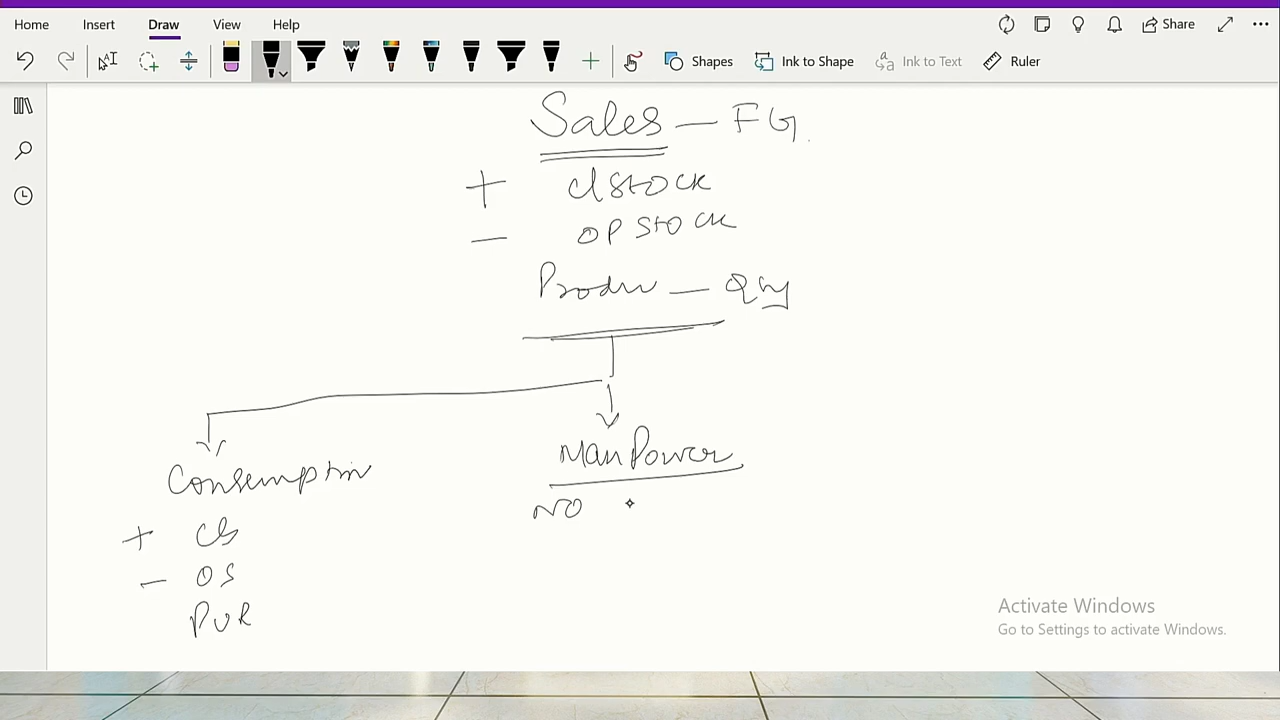 Home Insert Draw View Help Share
Shapes Ink to Shape Ink to Text Ruler
Sales — FG
+ cl STOCK
- OP STOCK
Produ — Qty
Consumption
ManPower
+ CS
NO
- OS
PUR
Activate Windows
Go to Settings to activate Windows.